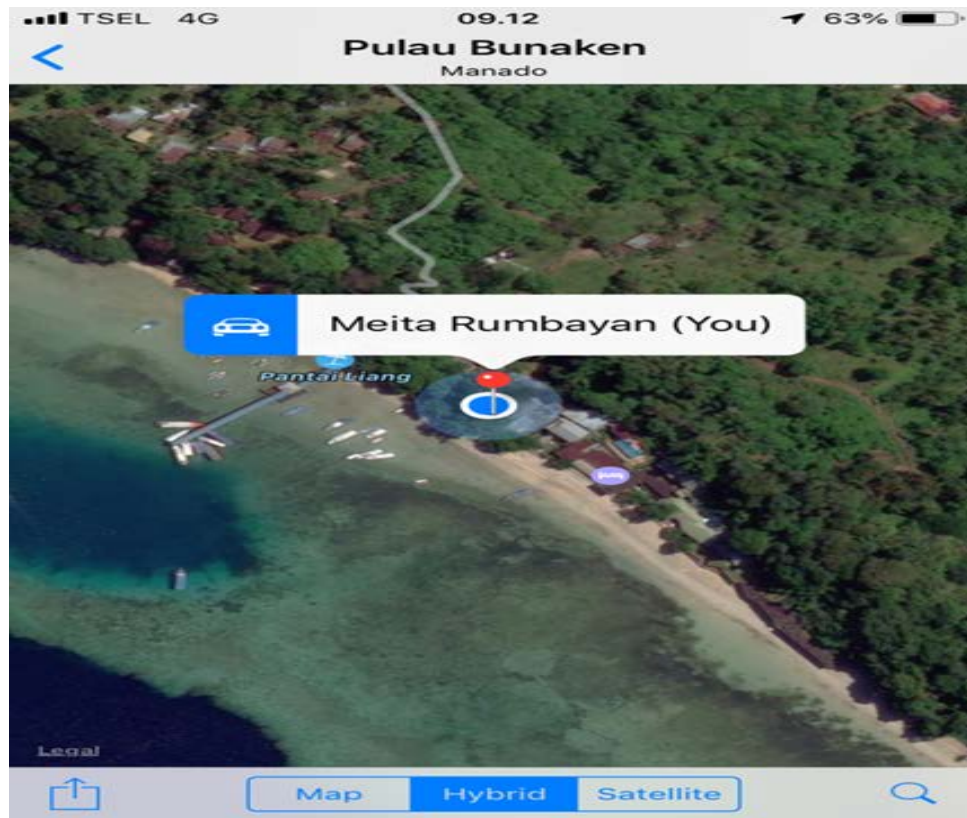 TSEL 4G 09.12 63%
Pulau Bunaken
Manado
Meita Rumbayan (You)
Pantai Liang
Legal
Map Hybrid Satellite